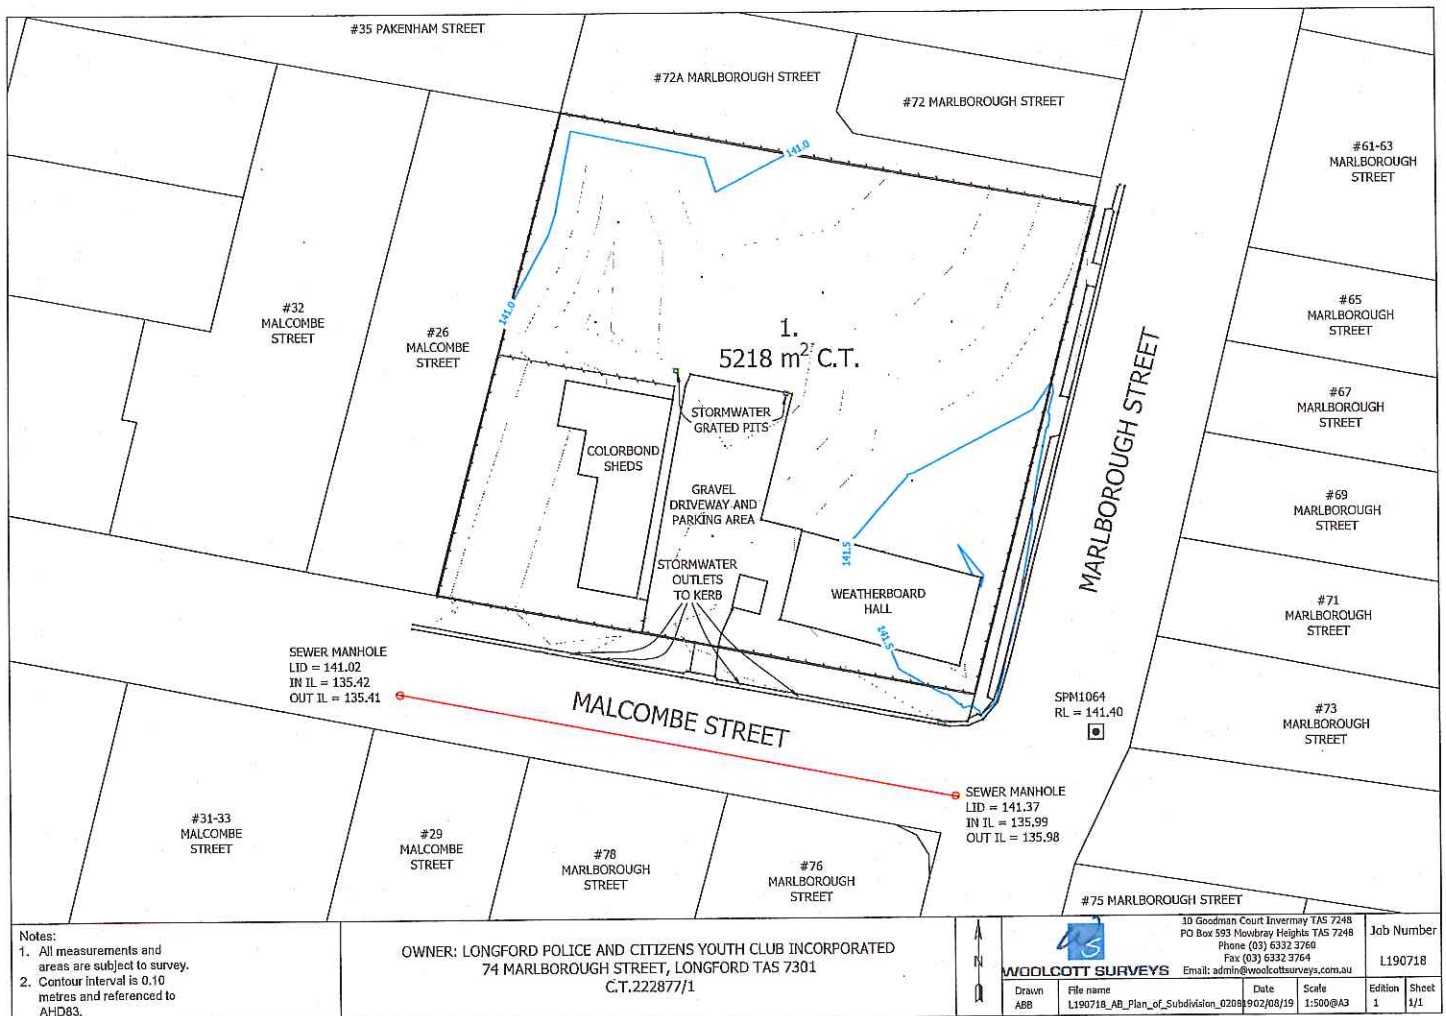 #35 PAKENHAM STREET
#72A MARLBOROUGH STREET
#72 MARLBOROUGH STREET
#61-63
MARLBOROUGH
STREET
141.0
141.0
#32
MALCOMBE
STREET
#26
MALCOMBE
STREET
1.
5218 m² C.T.
#65
MARLBOROUGH
STREET
#67
MARLBOROUGH
STREET
#69
MARLBOROUGH
STREET
#71
MARLBOROUGH
STREET
#73
MARLBOROUGH
STREET
MARLBOROUGH STREET
STORMWATER
GRATED PITS
COLORBOND
SHEDS
GRAVEL
DRIVEWAY AND
PARKING AREA
STORMWATER
OUTLETS
TO KERB
WEATHERBOARD
HALL
141.5
141.5
SEWER MANHOLE
LID = 141.02
IN IL = 135.42
OUT IL = 135.41
MALCOMBE STREET
SPM1064
RL = 141.40
SEWER MANHOLE
LID = 141.37
IN IL = 135.99
OUT IL = 135.98
#31-33
MALCOMBE
STREET
#29
MALCOMBE
STREET
#78
MARLBOROUGH
STREET
#76
MARLBOROUGH
STREET
#75 MARLBOROUGH STREET
Notes:
1. All measurements and
areas are subject to survey.
2. Contour interval is 0.10
metres and referenced to
AHD83.
OWNER: LONGFORD POLICE AND CITIZENS YOUTH CLUB INCORPORATED
74 MARLBOROUGH STREET, LONGFORD TAS 7301
C.T.222877/1
N
WS
WOOLCOTT SURVEYS
10 Goodman Court Invermay TAS 7248
PO Box 593 Mowbray Heights TAS 7248
Phone (03) 6332 3760
Fax (03) 6332 3764
Email: admin@woolcottsurveys.com.au
Job Number
L190718
Drawn
ABB
File name
L190718_AB_Plan_of_Subdivision_020819
Date
02/08/19
Scale
1:500@A3
Edition
1
Sheet
1/1